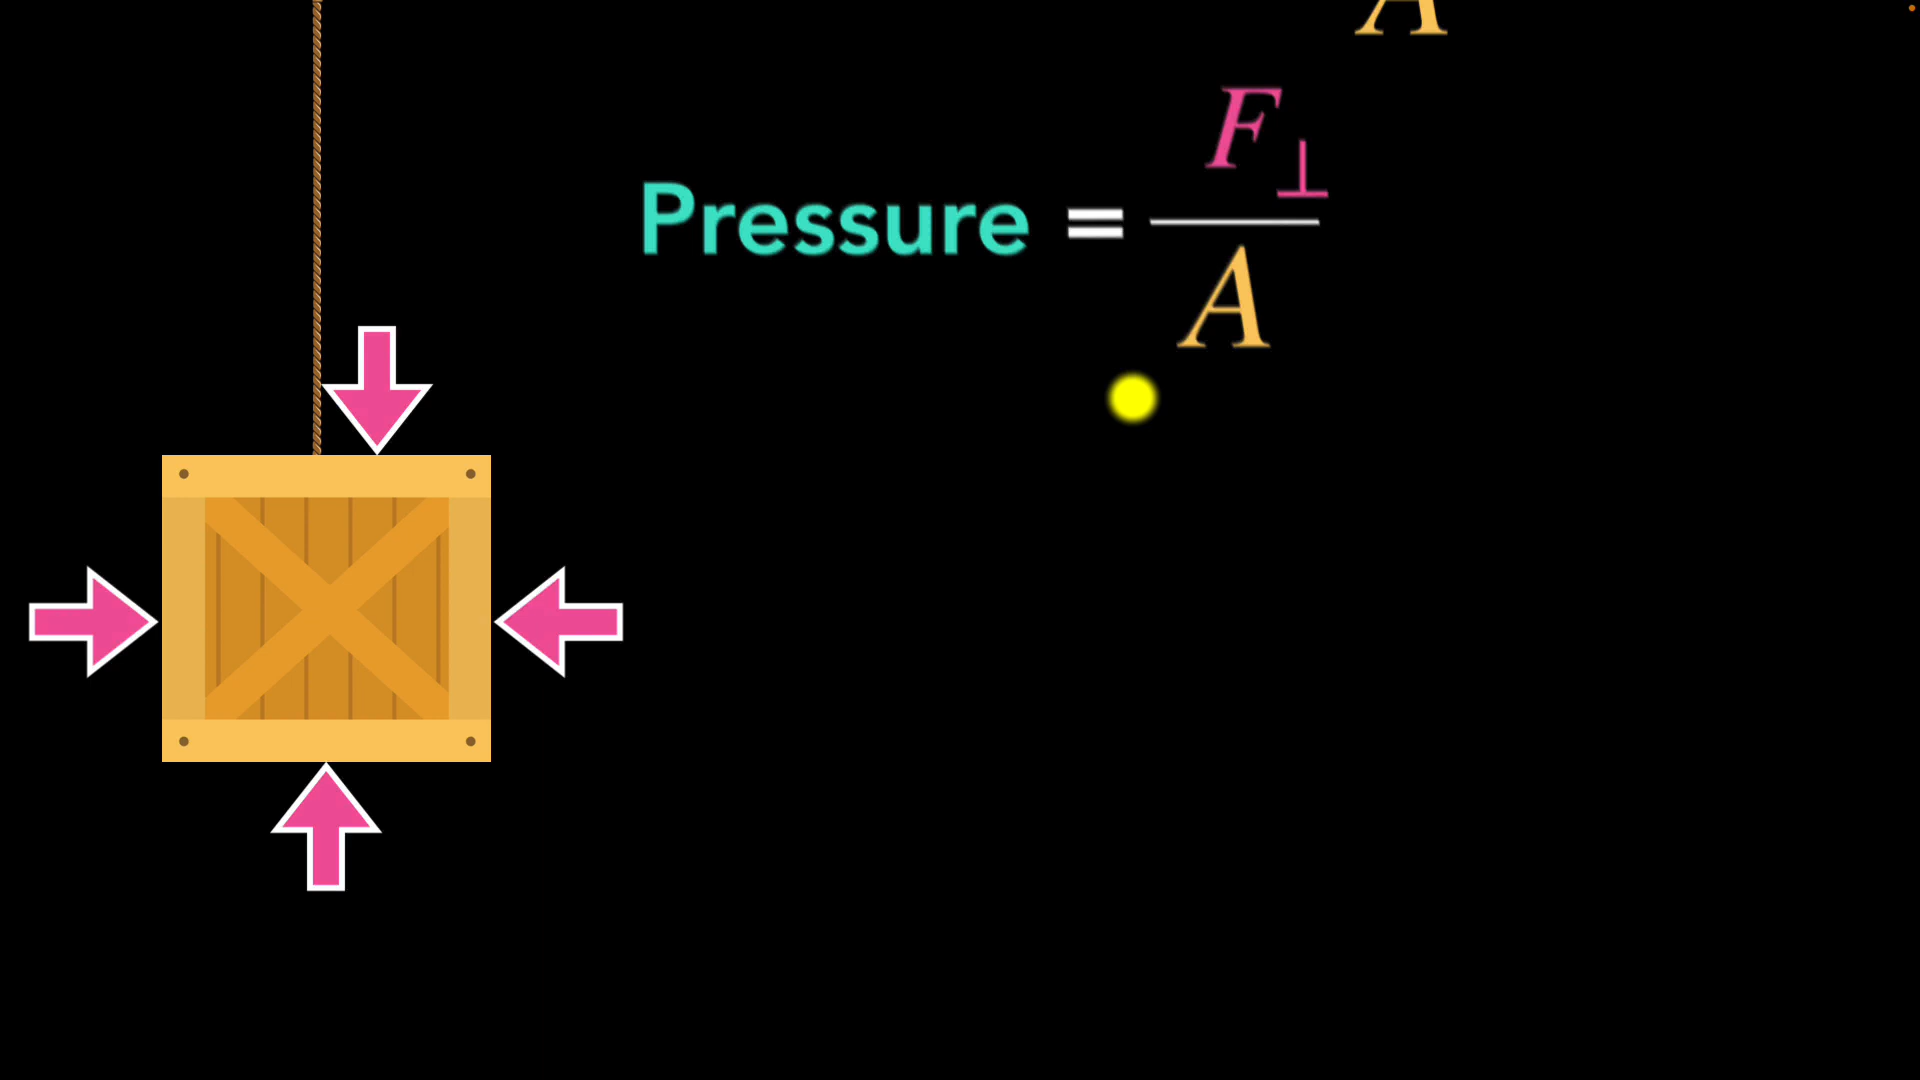 A
Pressure = F⊥ / A